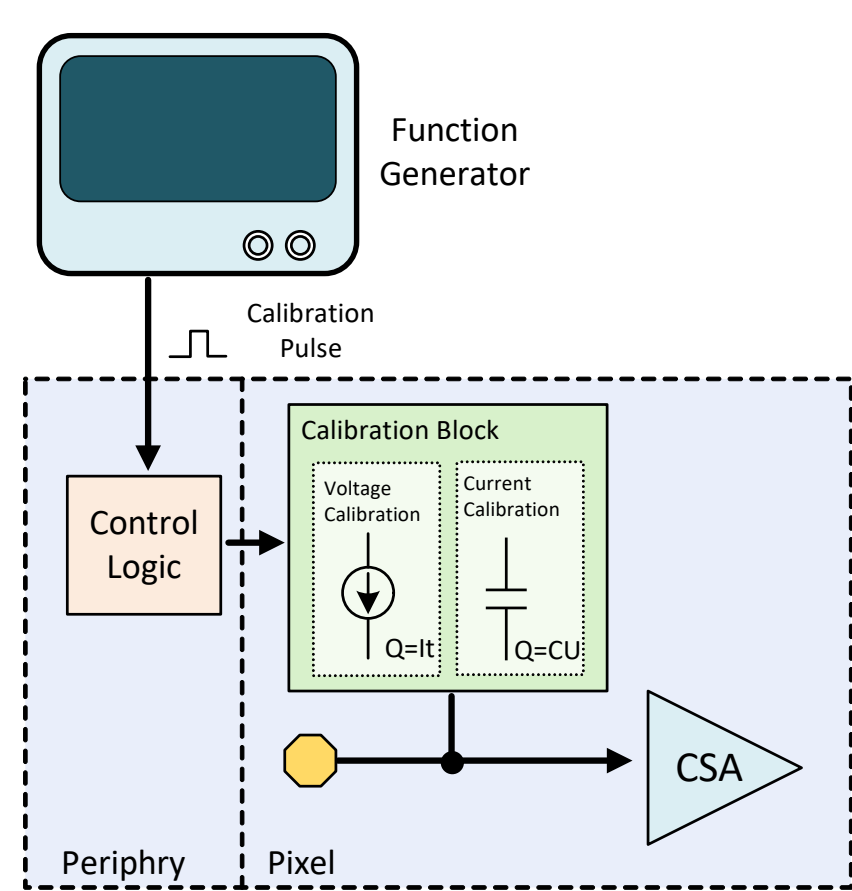 Function
Generator
Calibration
Pulse
Calibration Block
Voltage
Calibration
Q=It
Current
Calibration
Q=CU
Control
Logic
CSA
Periphry
Pixel